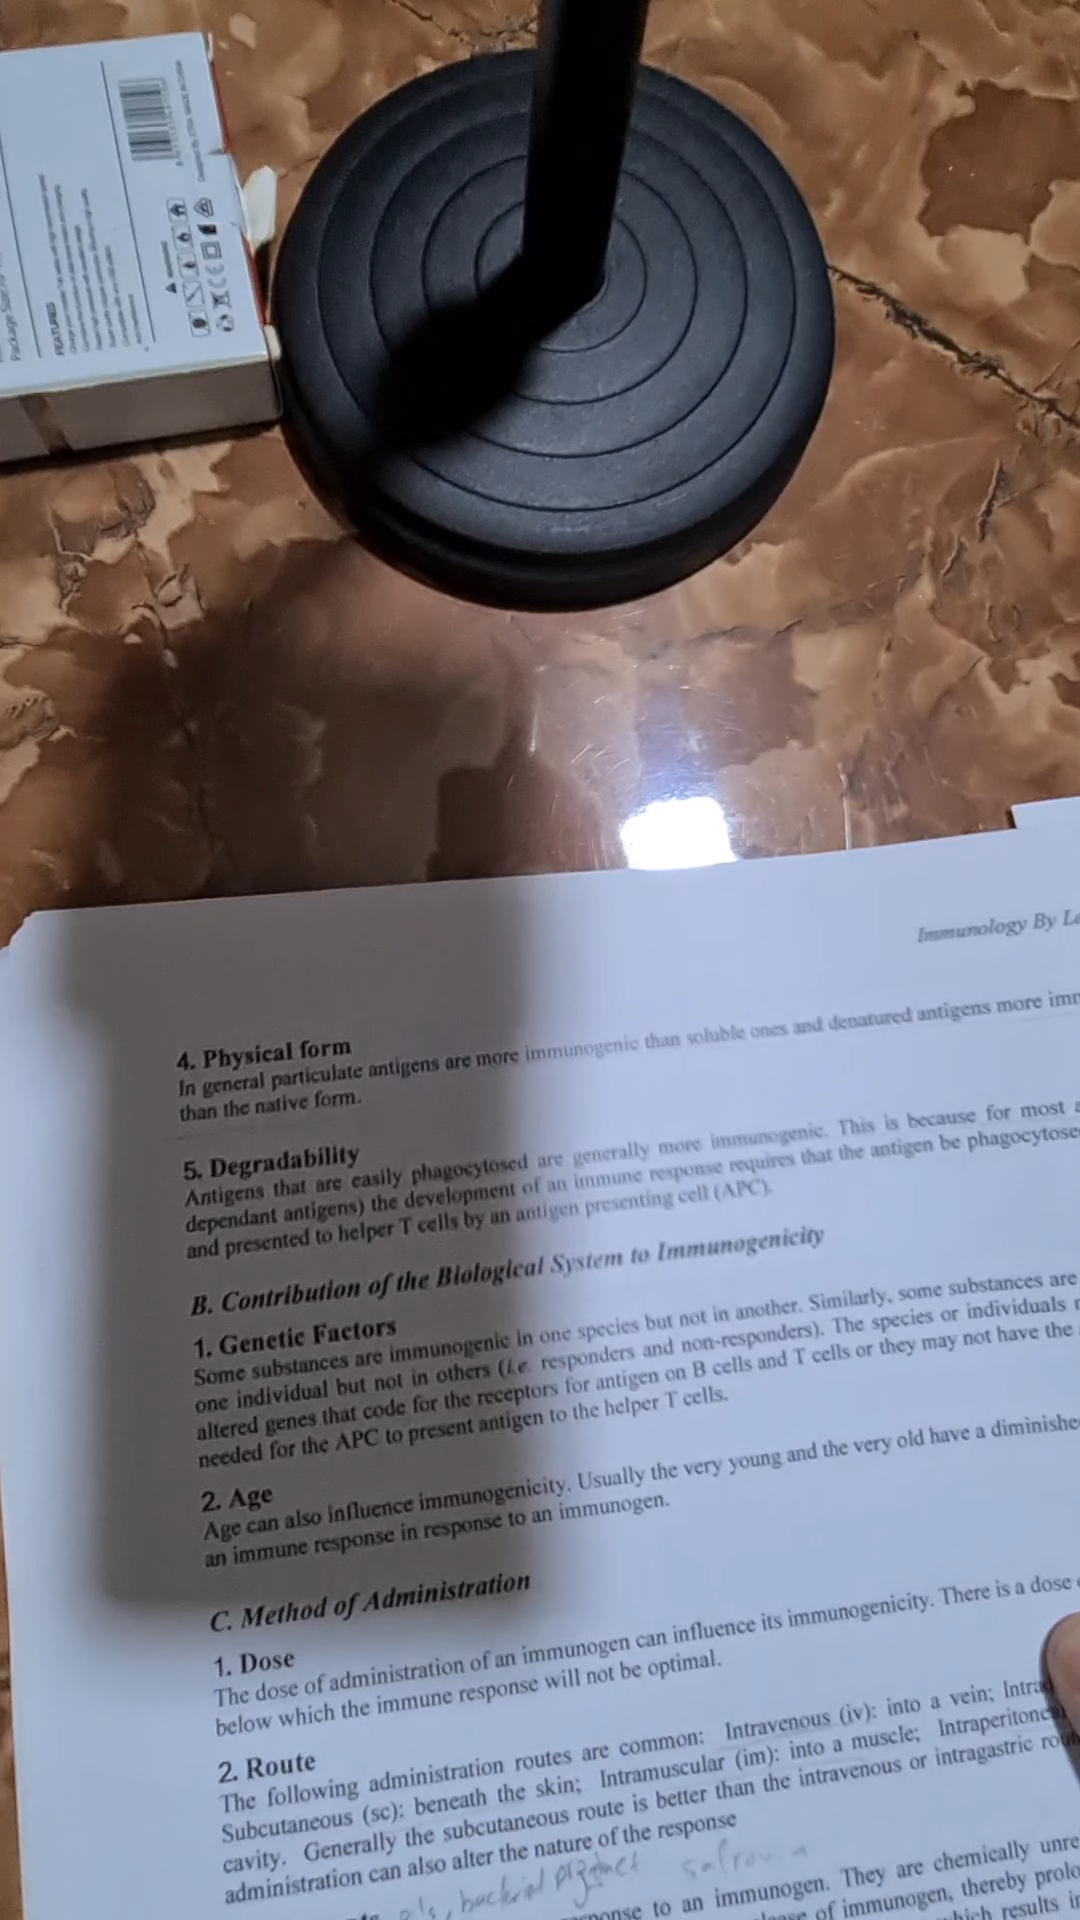 Package Size
FEATURES
Immunology By
4. Physical form
In general particulate antigens are more immunogenic than soluble ones and denatured antigens more
than the native form.
5. Degradability
Antigens that are easily phagocytosed are generally more immunogenic. This is because for most
dependant antigens) the development of an immune response requires that the antigen be
and presented to helper T cells by an antigen presenting cell (APC).
B. Contribution of the Biological System to Immunogenicity
1. Genetic Factors
Some substances are immunogenic in one species but not in another. Similarly, some substances are
one individual but not in others (i.e. responders and non-responders). The species or individuals
altered genes that code for the receptors for antigen on B cells and T cells or they may not have the
needed for the APC to present antigen to the helper T cells.
2. Age
Age can also influence immunogenicity. Usually the very young and the very old have a
an immune response in response to an immunogen.
C. Method of Administration
1. Dose
The dose of administration of an immunogen can influence its immunogenicity. There is a dose
below which the immune response will not be optimal.
2. Route
The following administration routes are common: Intravenous (iv): into a vein;
Subcutaneous (sc): beneath the skin; Intramuscular (im): into a muscle;
cavity. Generally the subcutaneous route is better than the intravenous or intragastric
administration can also alter the nature of the response
bacterial
to an immunogen. They are chemically
of immunogen, thereby
which results